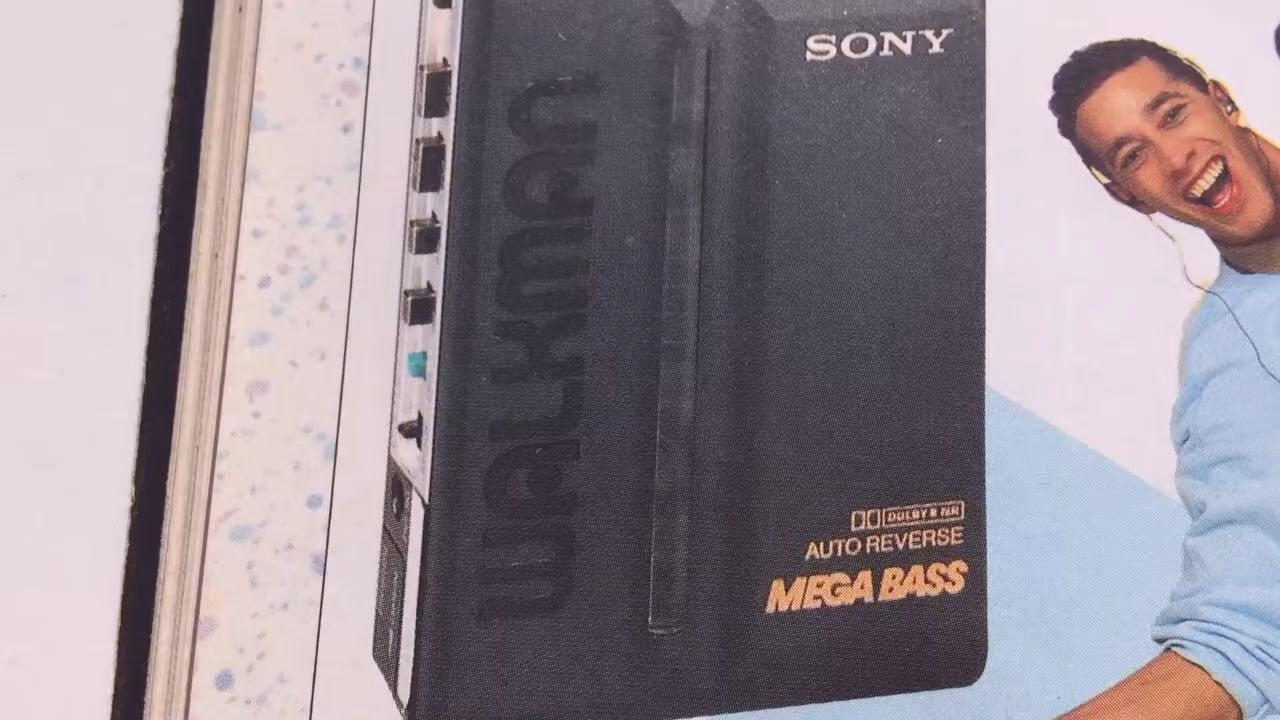 SONY
WALKMAN
DOLBY B NR
AUTO REVERSE
MEGA BASS